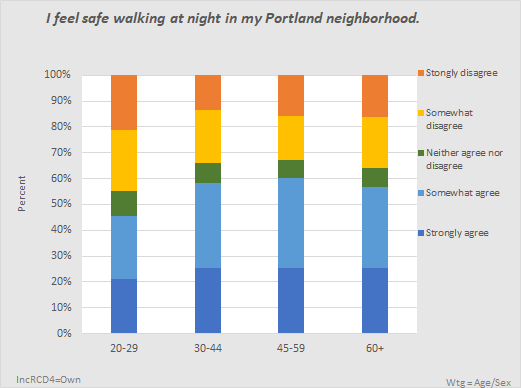 I feel safe walking at night in my Portland neighborhood.
100%
90%
80%
70%
60%
50%
40%
30%
20%
10%
0%
Percent
20-29
30-44
45-59
60+
Stongly disagree
Somewhat
disagree
Neither agree nor
disagree
Somewhat agree
Strongly agree
IncRCD4=Own
Wtg = Age/Sex